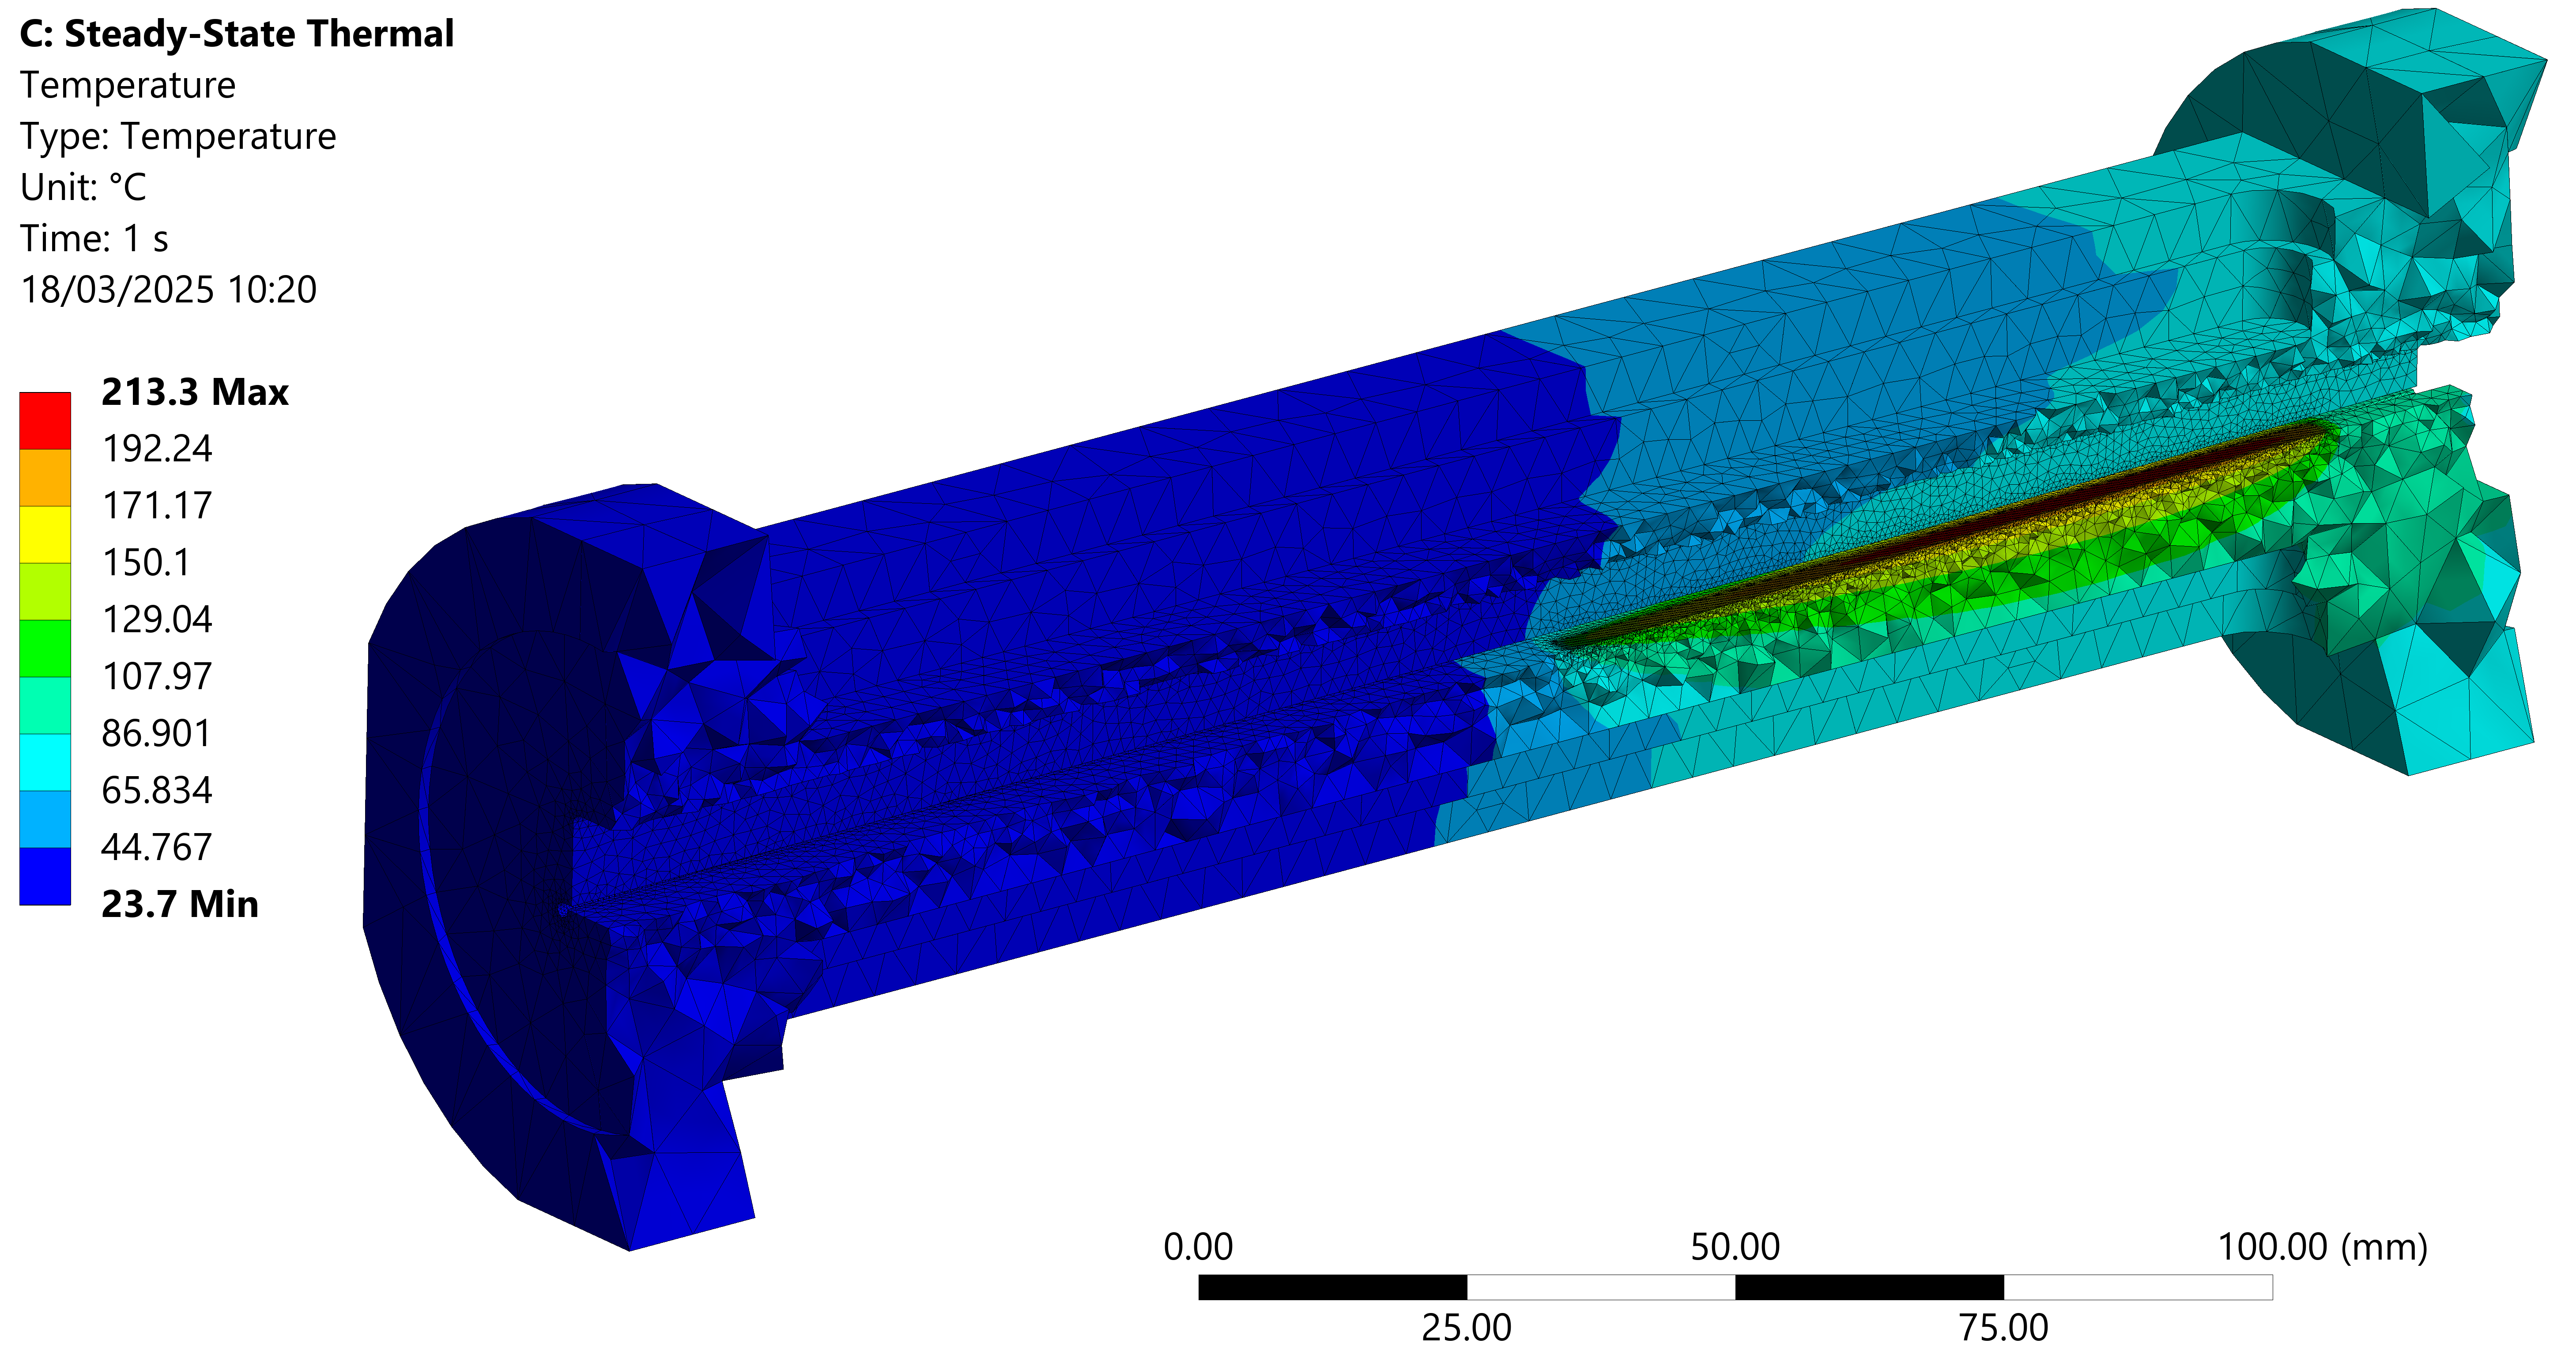 C: Steady-State Thermal
Temperature
Type: Temperature
Unit: °C
Time: 1 s
18/03/2025 10:20
213.3 Max
192.24
171.17
150.1
129.04
107.97
86.901
65.834
44.767
23.7 Min
0.00 50.00 100.00 (mm)
25.00 75.00